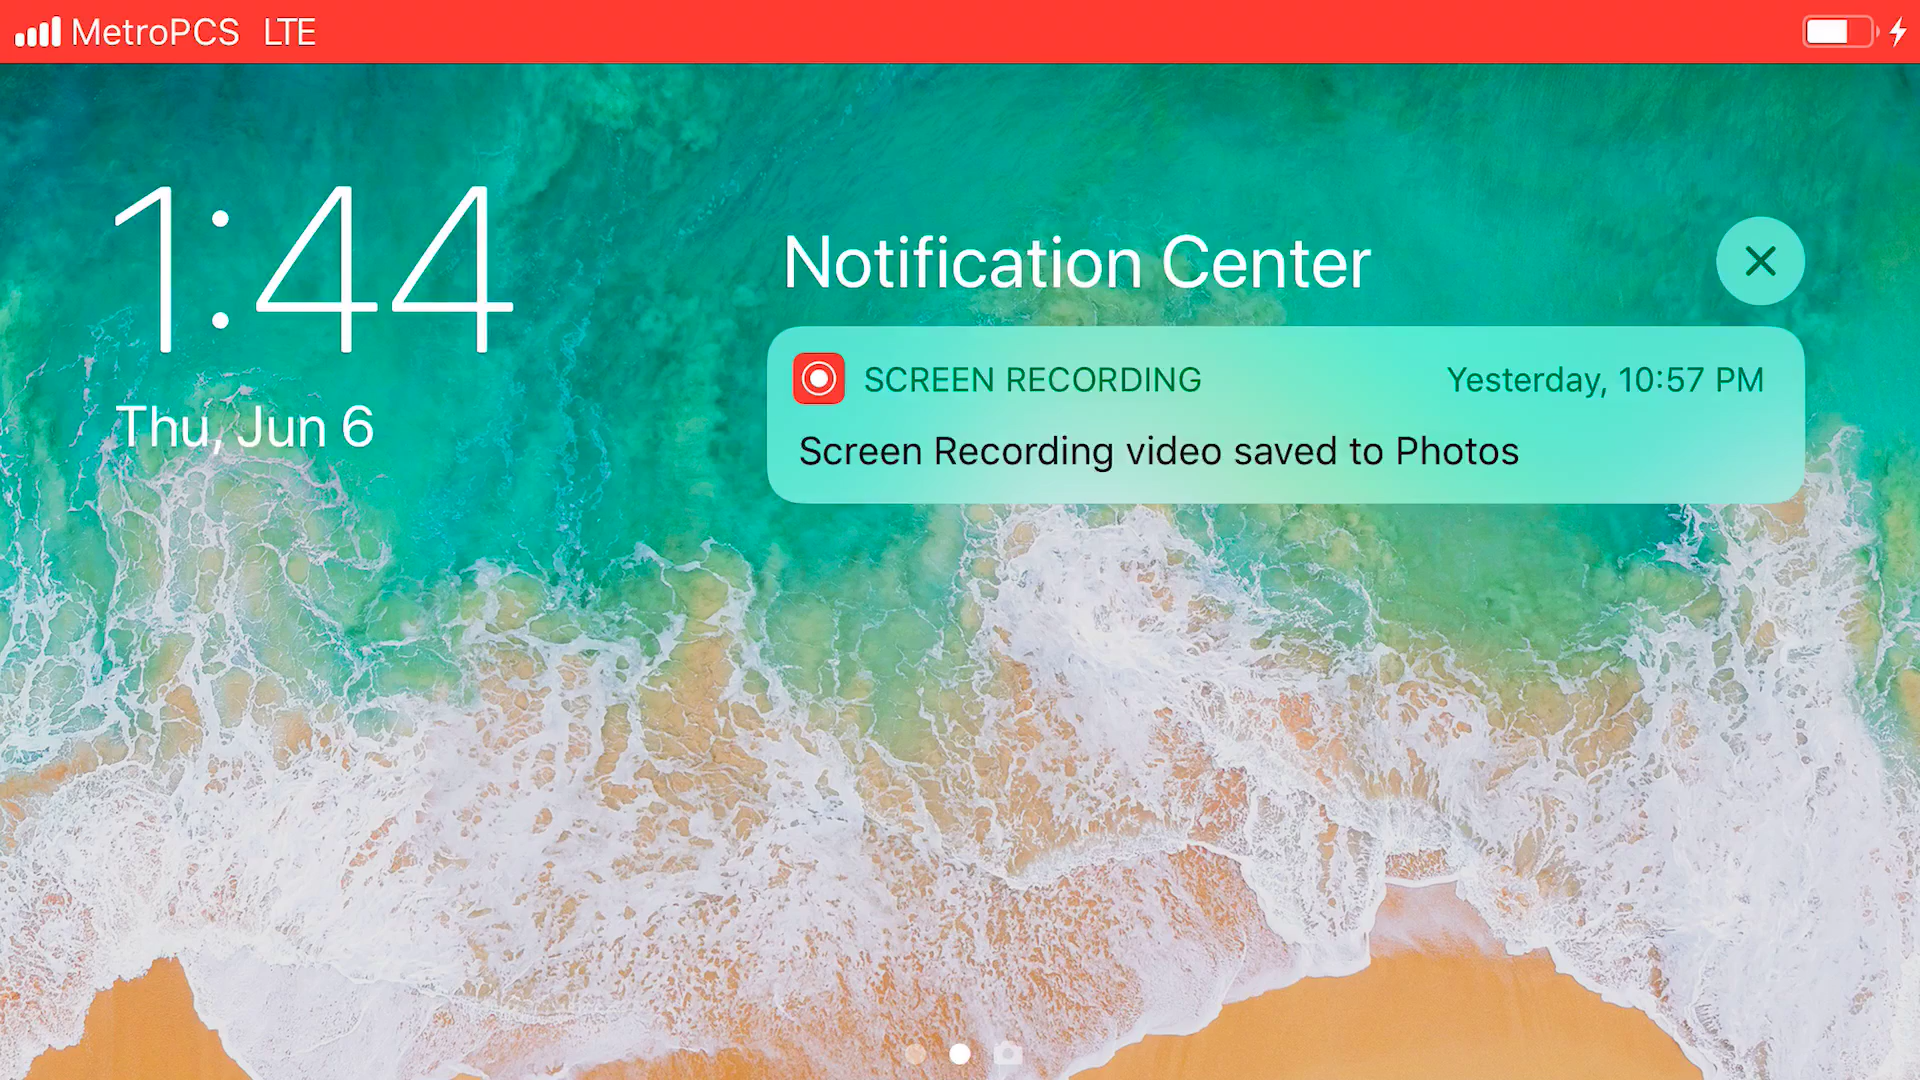 MetroPCS LTE
1:44
Thu, Jun 6
Notification Center
SCREEN RECORDING
Yesterday, 10:57 PM
Screen Recording video saved to Photos